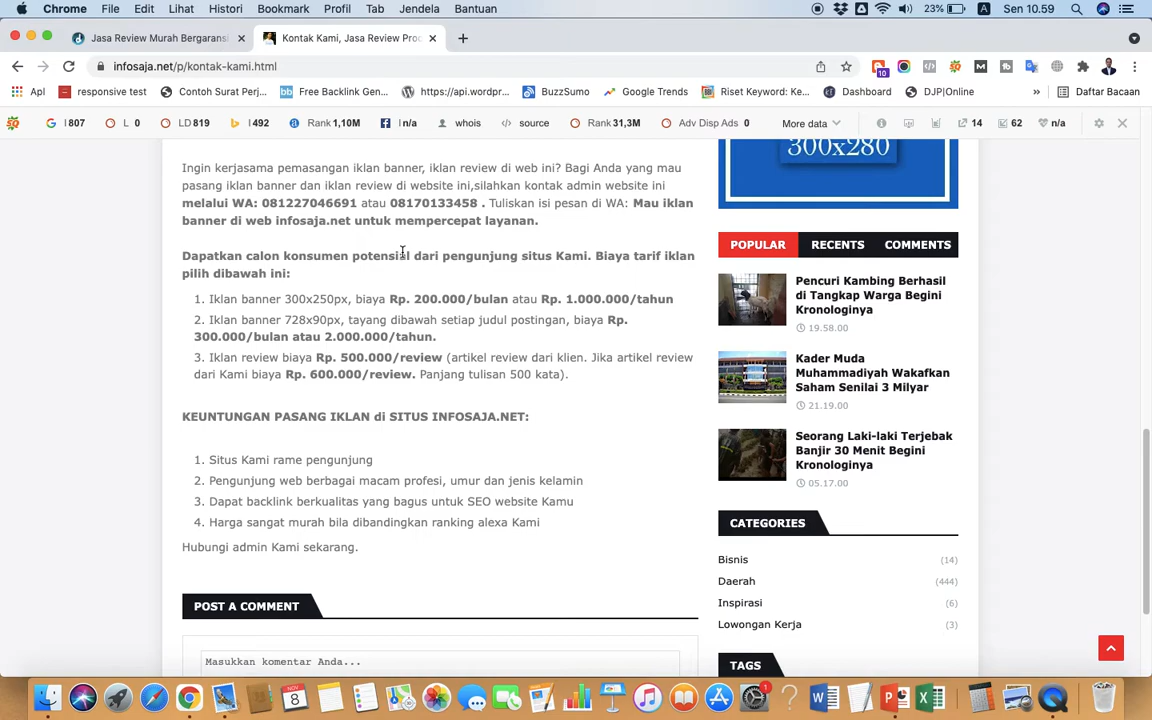 Chrome File Edit Lihat Histori Bookmark Profil Tab Jendela Bantuan 23% A Sen 10.59
Jasa Review Murah Bergaransi
Kontak Kami, Jasa Review Pro
infosaja.net/p/kontak-kami.html
10
Apl responsive test Contoh Surat Perj... Free Backlink Gen... https://api.wordpr... BuzzSumo Google Trends Riset Keyword: Ke... Dashboard DJP|Online » Daftar Bacaan
I 807 L 0 LD 819 I 492 Rank 1,10M n/a whois source Rank 31,3M Adv Disp Ads 0 More data 14 62 n/a
300x280
Ingin kerjasama pemasangan iklan banner, iklan review di web ini? Bagi Anda yang mau
pasang iklan banner dan iklan review di website ini,silahkan kontak admin website ini
melalui WA: 081227046691 atau 08170133458 . Tuliskan isi pesan di WA: Mau iklan
banner di web infosaja.net untuk mempercepat layanan.
Dapatkan calon konsumen potensial dari pengunjung situs Kami. Biaya tarif iklan
pilih dibawah ini:
1. Iklan banner 300x250px, biaya Rp. 200.000/bulan atau Rp. 1.000.000/tahun
2. Iklan banner 728x90px, tayang dibawah setiap judul postingan, biaya Rp.
300.000/bulan atau 2.000.000/tahun.
3. Iklan review biaya Rp. 500.000/review (artikel review dari klien. Jika artikel review
dari Kami biaya Rp. 600.000/review. Panjang tulisan 500 kata).
KEUNTUNGAN PASANG IKLAN di SITUS INFOSAJA.NET:
1. Situs Kami rame pengunjung
2. Pengunjung web berbagai macam profesi, umur dan jenis kelamin
3. Dapat backlink berkualitas yang bagus untuk SEO website Kamu
4. Harga sangat murah bila dibandingkan ranking alexa Kami
Hubungi admin Kami sekarang.
POST A COMMENT
Masukkan komentar Anda...
POPULAR RECENTS COMMENTS
Pencuri Kambing Berhasil
di Tangkap Warga Begini
Kronologinya
19.58.00
Kader Muda
Muhammadiyah Wakafkan
Saham Senilai 3 Milyar
21.19.00
Seorang Laki-laki Terjebak
Banjir 30 Menit Begini
Kronologinya
05.17.00
CATEGORIES
Bisnis (14)
Daerah (444)
Inspirasi (6)
Lowongan Kerja (3)
TAGS
NOV
8
1